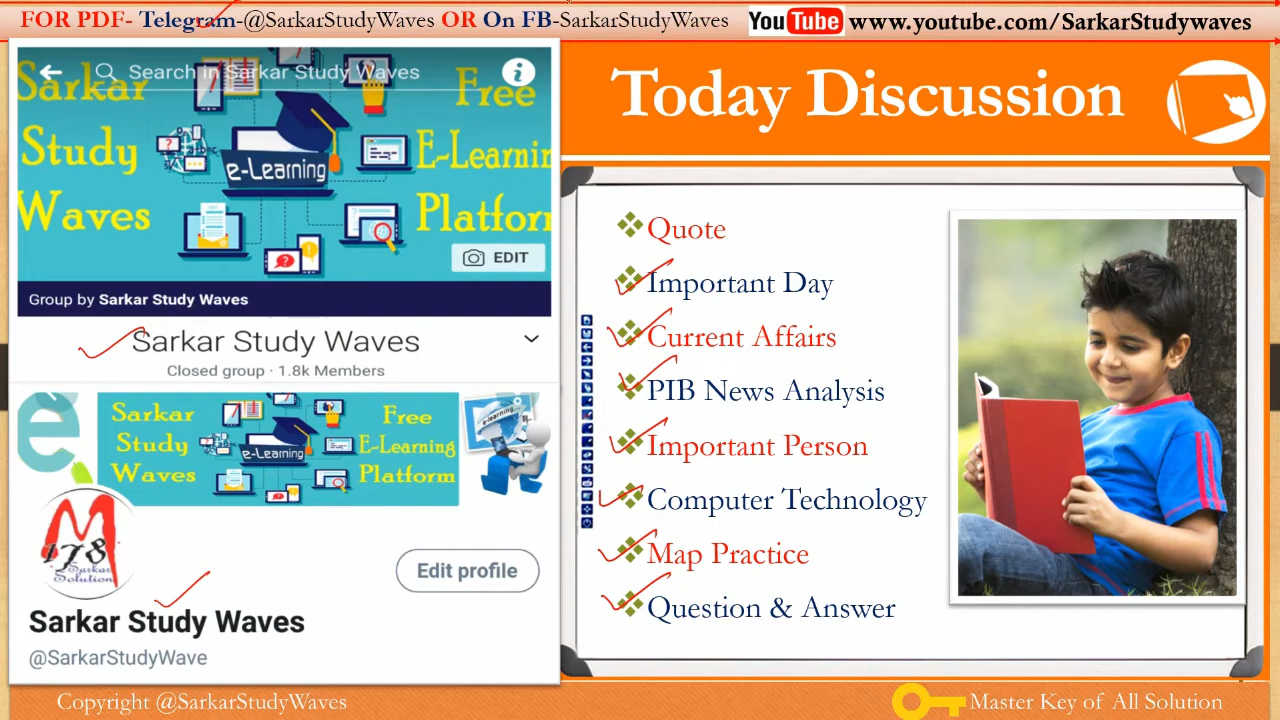 FOR PDF- Telegram-@SarkarStudyWaves OR On FB-SarkarStudyWaves
YouTube www.youtube.com/SarkarStudywaves
Search in Sarkar Study Waves
Sarkar
Study
Waves
e-Learning
Free
E-Learnin
Platfor
EDIT
Group by Sarkar Study Waves
Sarkar Study Waves
Closed group · 1.8k Members
Sarkar
Study
Waves
e-Learning
Free
E-Learning
Platform
e-learning...
M
178
Sarkar
Solution
Edit profile
Sarkar Study Waves
@SarkarStudyWave
Today Discussion
Quote
Important Day
Current Affairs
PIB News Analysis
Important Person
Computer Technology
Map Practice
Question & Answer
Copyright @SarkarStudyWaves
Master Key of All Solution